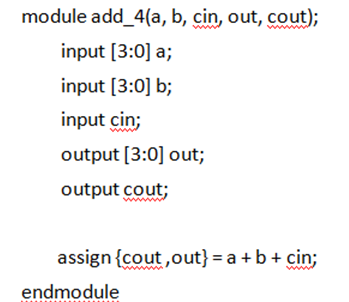 module add_4(a, b, cin, out, cout);
input [3:0] a;
input [3:0] b;
input cin;
output [3:0] out;
output cout;
assign {cout ,out} = a + b + cin;
endmodule